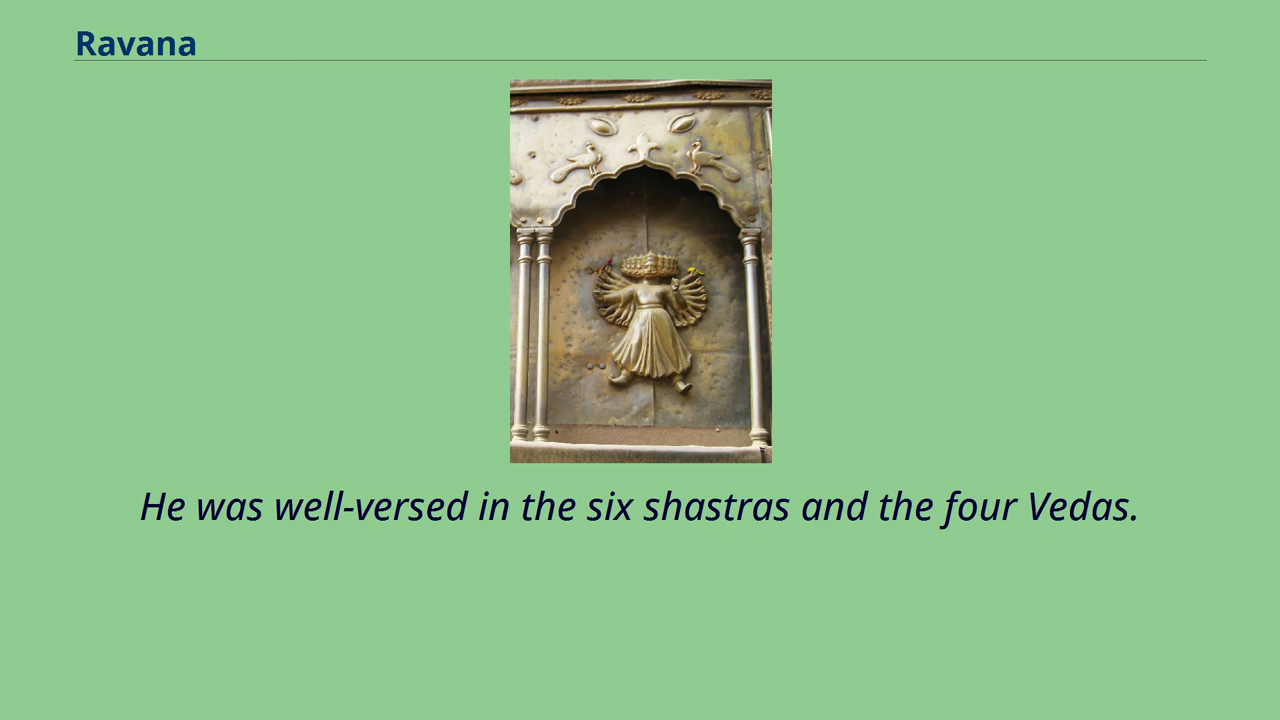 Ravana
He was well-versed in the six shastras and the four Vedas.